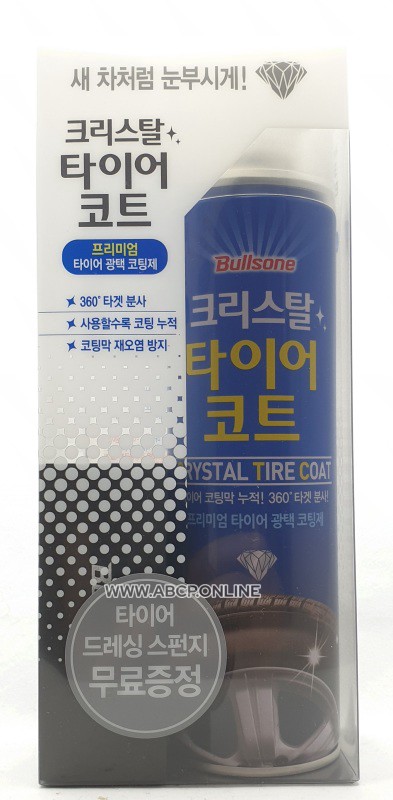 새 차처럼 눈부시게!
크리스탈
타이어
코트
프리미엄
타이어 광택 코팅제
360° 타겟 분사
사용할수록 코팅 누적
코팅막 재오염 방지
Bullsone
크리스탈
타이어
코트
RYSTAL TIRE COAT
이어 코팅막 누적! 360° 타겟 분사!
프리미엄 타이어 광택 코팅제
WWW.ABCPONLINE
타이어
드레싱 스펀지
무료증정